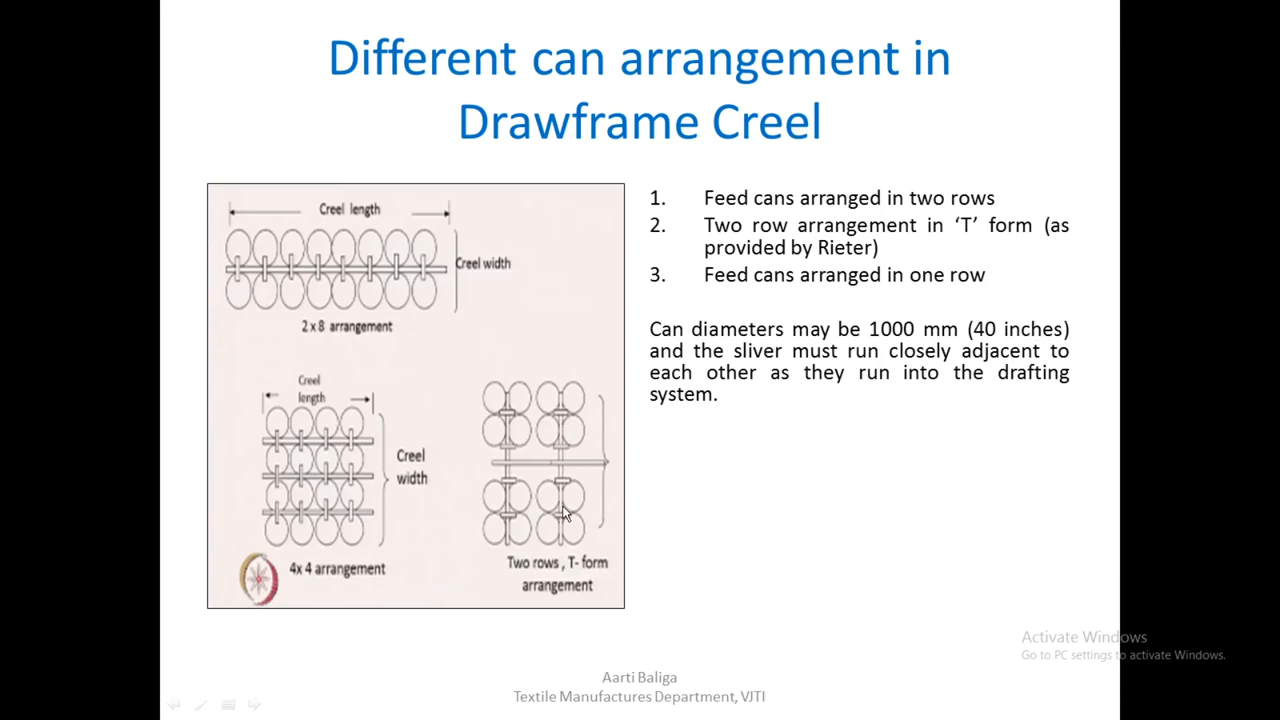 Different can arrangement in
Drawframe Creel
Creel length
Creel width
2 x 8 arrangement
Creel
length
Creel
width
4x 4 arrangement
Two rows , T- form
arrangement
1. Feed cans arranged in two rows
2. Two row arrangement in ‘T’ form (as
provided by Rieter)
3. Feed cans arranged in one row
Can diameters may be 1000 mm (40 inches)
and the sliver must run closely adjacent to
each other as they run into the drafting
system.
Activate Windows
Go to PC settings to activate Windows.
Aarti Baliga
Textile Manufactures Department, VJTI